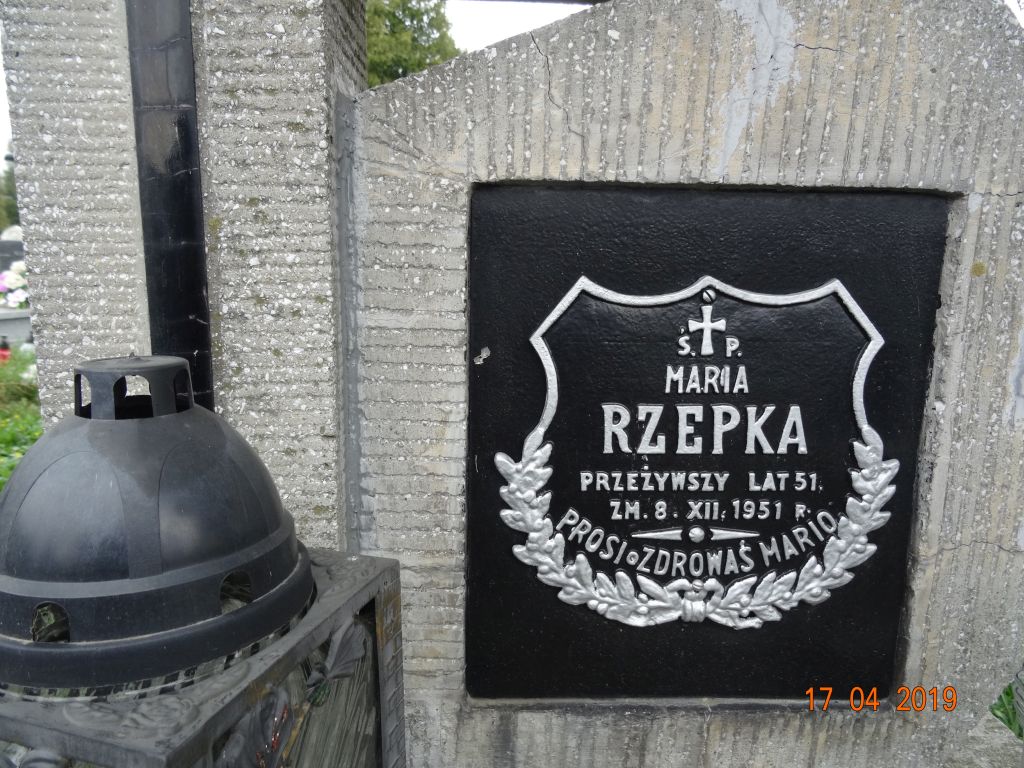 Ś. P.
MARIA
RZEPKA
PRZEŻYWSZY LAT 51.
ZM. 8. XII. 1951 R.
PROSI O ZDROWAŚ MARIO
17 04 2019